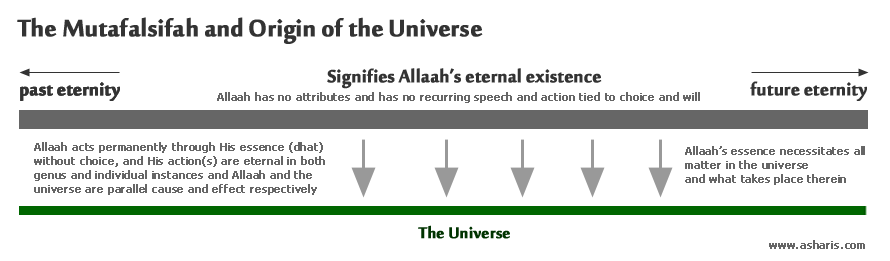 The Mutafalsifah and Origin of the Universe
past eternity
Signifies Allaah's eternal existence
Allaah has no attributes and has no recurring speech and action tied to choice and will
future eternity
Allaah acts permanently through His essence (dhat)
without choice, and His action(s) are eternal in both
genus and individual instances and Allaah and the
universe are parallel cause and effect respectively
Allaah's essence necessitates all
matter in the universe
and what takes place therein
The Universe
www.asharis.com